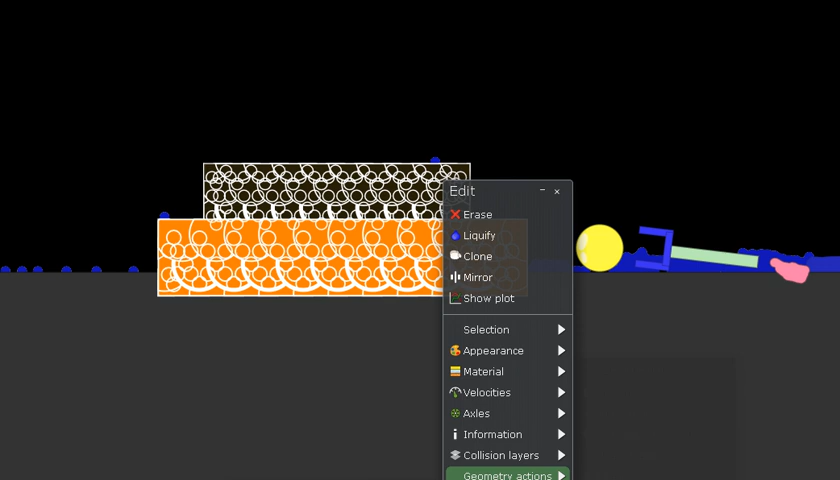 Edit
Erase
Liquify
Clone
Mirror
Show plot
Selection
Appearance
Material
Velocities
Axles
Information
Collision layers
Geometry actions